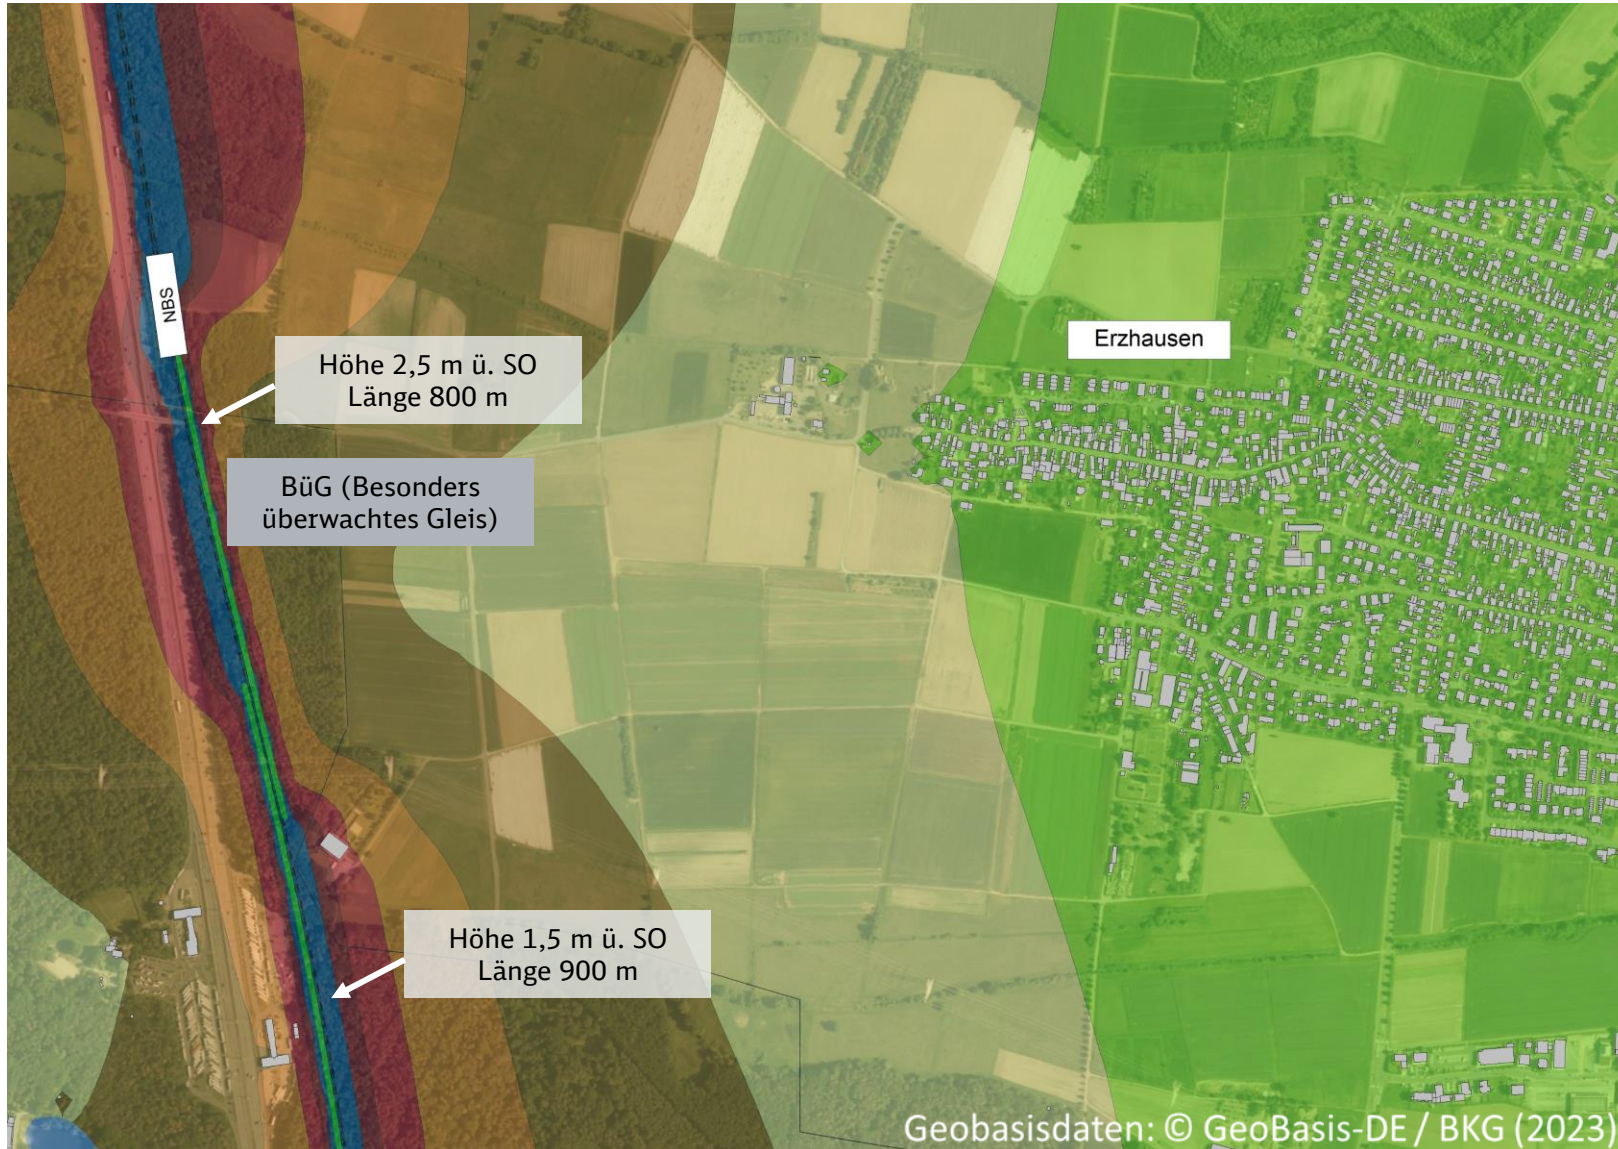 NBS
Höhe 2,5 m ü. SO
Länge 800 m
Erzhausen
BüG (Besonders
überwachtes Gleis)
Höhe 1,5 m ü. SO
Länge 900 m
Geobasisdaten: © GeoBasis-DE / BKG (2023)